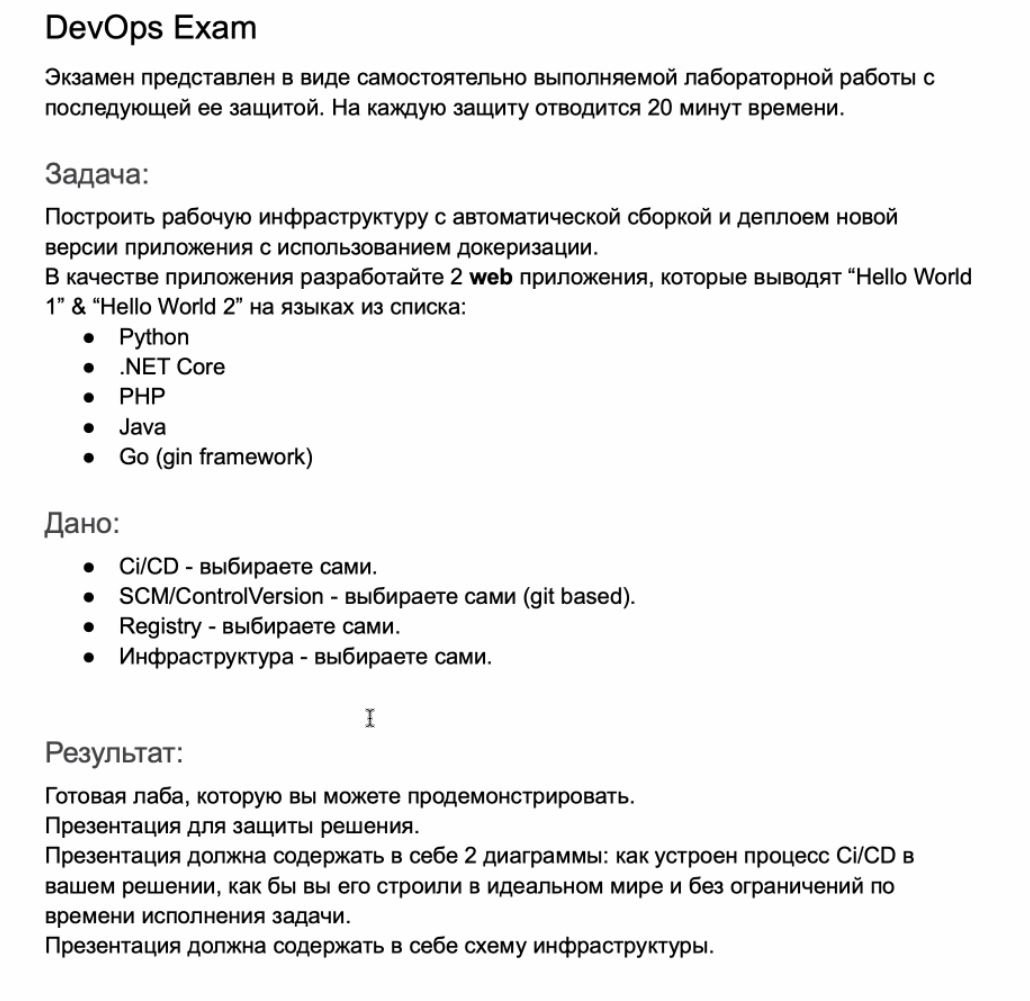 DevOps Exam
Экзамен представлен в виде самостоятельно выполняемой лабораторной работы с
последующей ее защитой. На каждую защиту отводится 20 минут времени.
Задача:
Построить рабочую инфраструктуру с автоматической сборкой и деплоем новой
версии приложения с использованием докеризации.
В качестве приложения разработайте 2 web приложения, которые выводят “Hello World
1” & “Hello World 2” на языках из списка:
● Python
● .NET Core
● PHP
● Java
● Go (gin framework)
Дано:
● Ci/CD - выбираете сами.
● SCM/ControlVersion - выбираете сами (git based).
● Registry - выбираете сами.
● Инфраструктура - выбираете сами.
Результат:
Готовая лаба, которую вы можете продемонстрировать.
Презентация для защиты решения.
Презентация должна содержать в себе 2 диаграммы: как устроен процесс Ci/CD в
вашем решении, как бы вы его строили в идеальном мире и без ограничений по
времени исполнения задачи.
Презентация должна содержать в себе схему инфраструктуры.